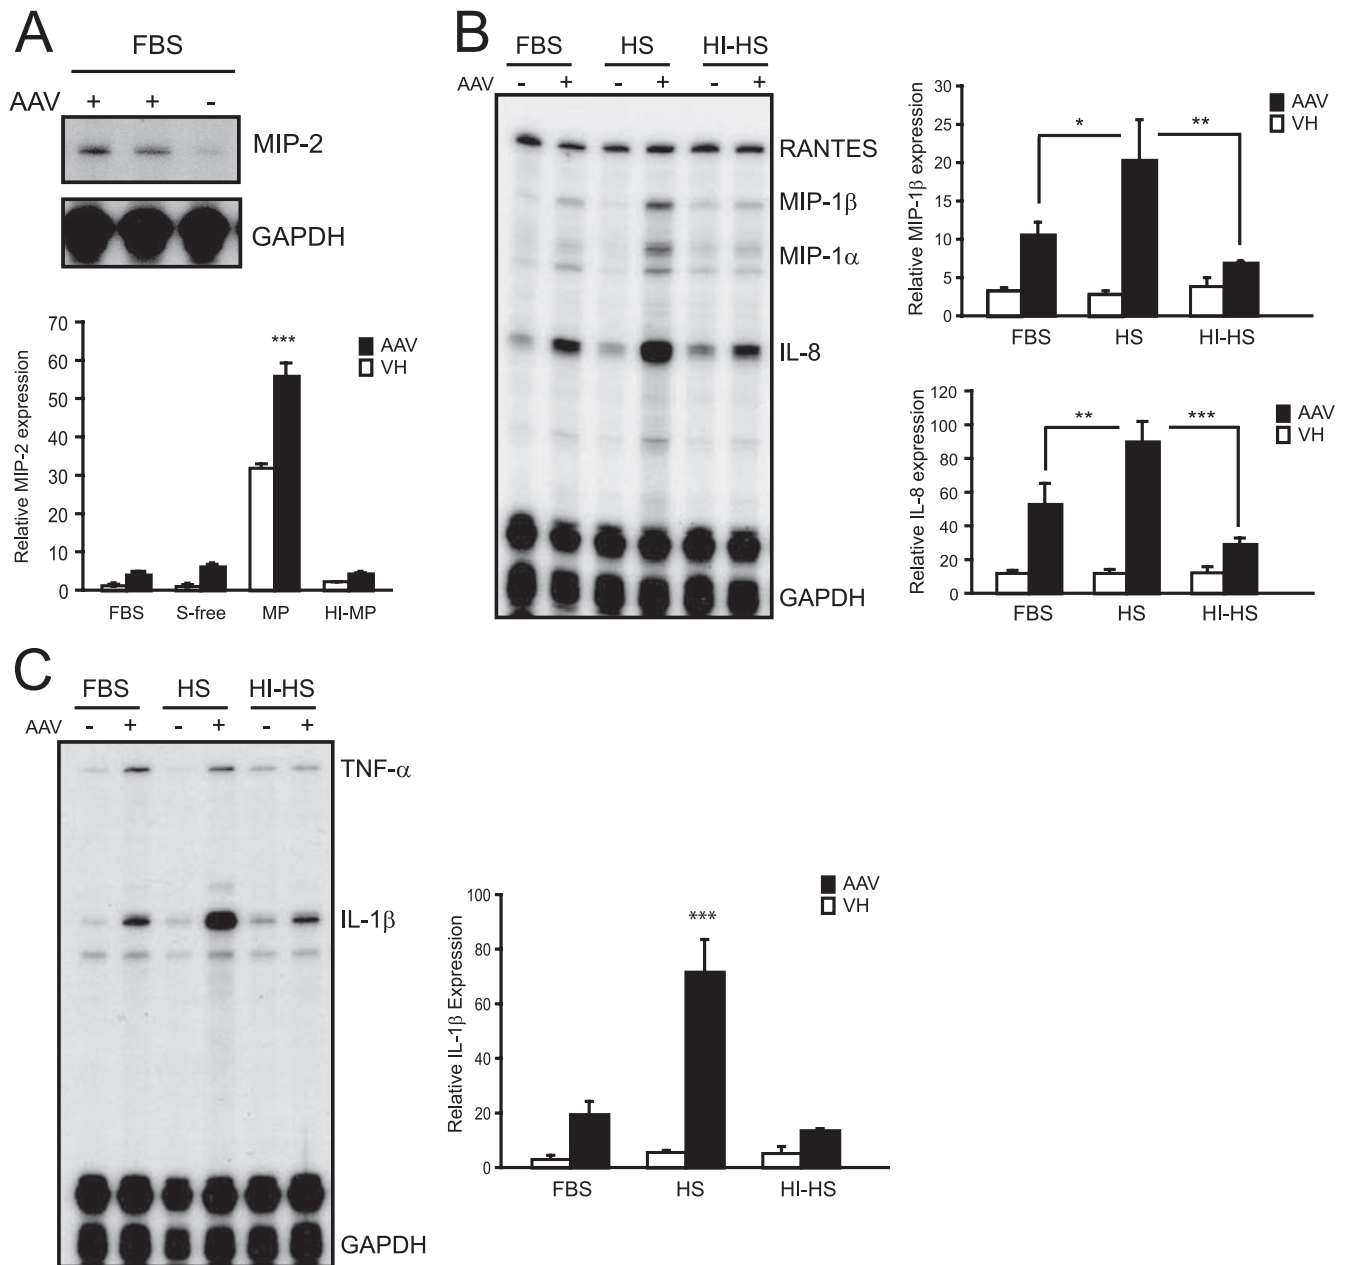 A
FBS
AAV + + -
MIP-2
GAPDH
70
60
50
40
30
20
10
0
Relative MIP-2 expression
***
AAV
VH
FBS S-free MP HI-MP
B
FBS HS HI-HS
AAV - + - + - +
RANTES
MIP-1β
MIP-1α
IL-8
GAPDH
30
25
20
15
10
5
0
Relative MIP-1β expression
* **
AAV
VH
FBS HS HI-HS
120
100
80
60
40
20
0
Relative IL-8 expression
** ***
AAV
VH
FBS HS HI-HS
C
FBS HS HI-HS
AAV - + - + - +
TNF-α
IL-1β
GAPDH
100
80
60
40
20
0
Relative IL-1β Expression
***
AAV
VH
FBS HS HI-HS